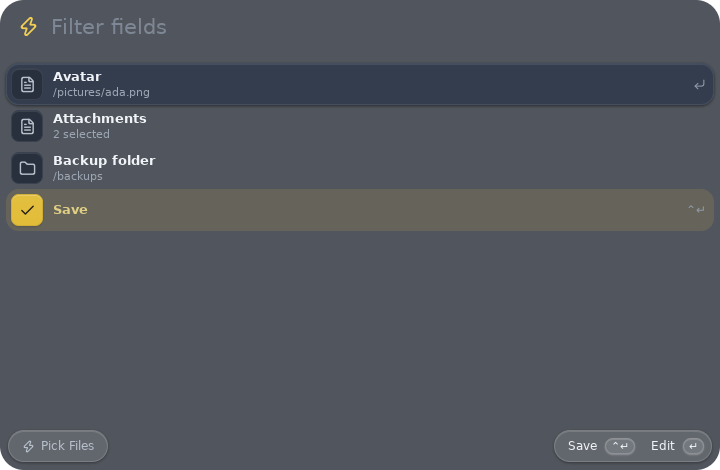 Filter fields
Avatar
/pictures/ada.png
Attachments
2 selected
Backup folder
/backups
Save ⌃↵
Pick Files
Save ⌃↵ Edit ↵